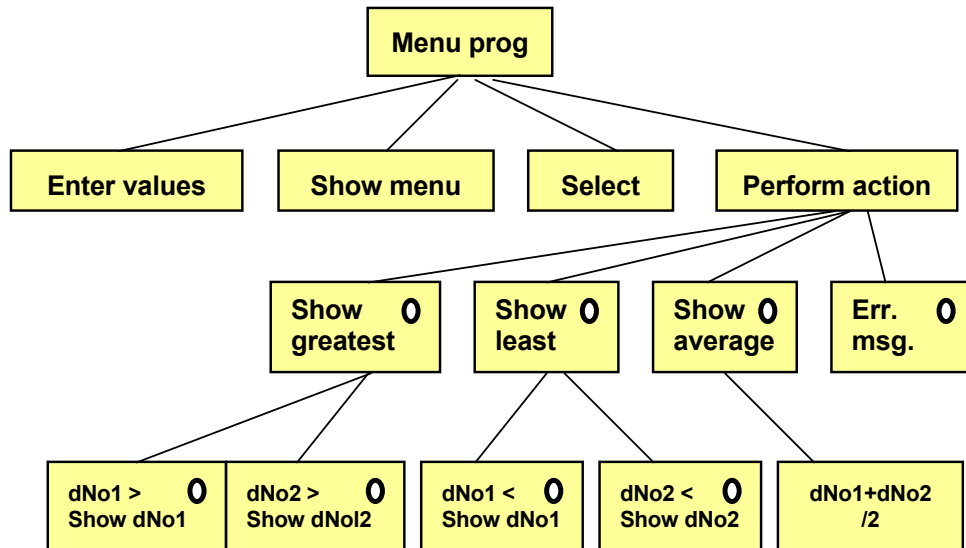 Menu prog
Enter values
Show menu
Select
Perform action
Show
greatest
Show
least
Show
average
Err.
msg.
dNo1 >
Show dNo1
dNo2 >
Show dNol2
dNo1 <
Show dNo1
dNo2 <
Show dNo2
dNo1+dNo2
/2